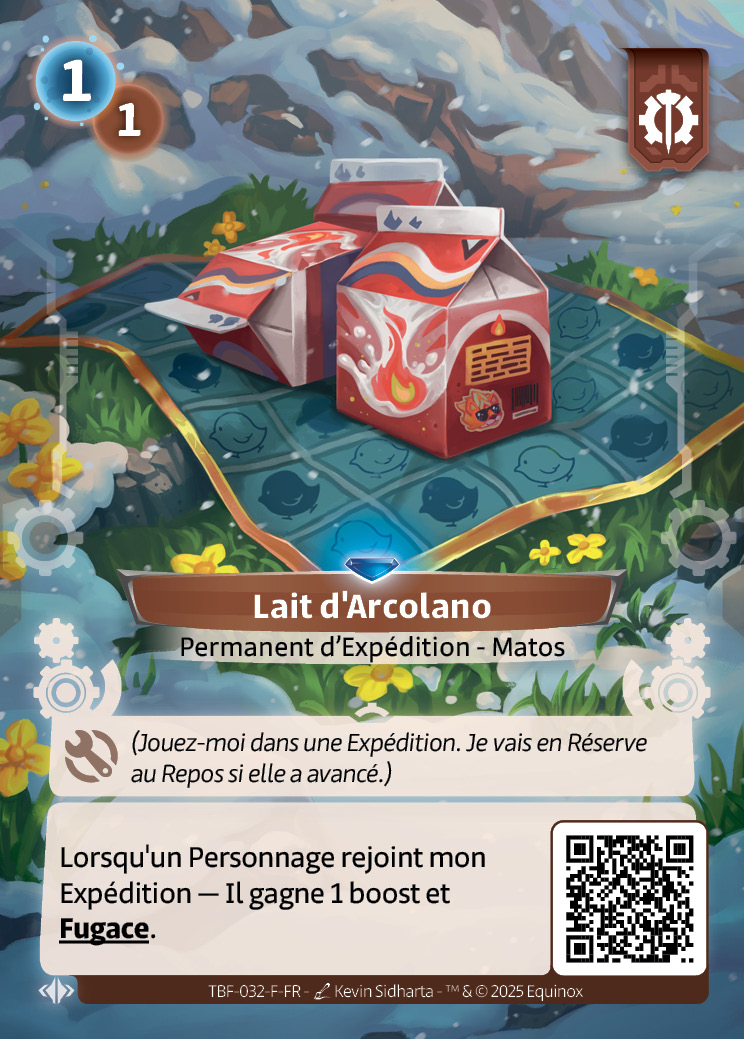 1
1
Lait d'Arcolano
Permanent d’Expédition - Matos
(Jouez-moi dans une Expédition. Je vais en Réserve
au Repos si elle a avancé.)
Lorsqu'un Personnage rejoint mon
Expédition — Il gagne 1 boost et
Fugace.
TBF-032-F-FR - Kevin Sidharta - ™ & © 2025 Equinox